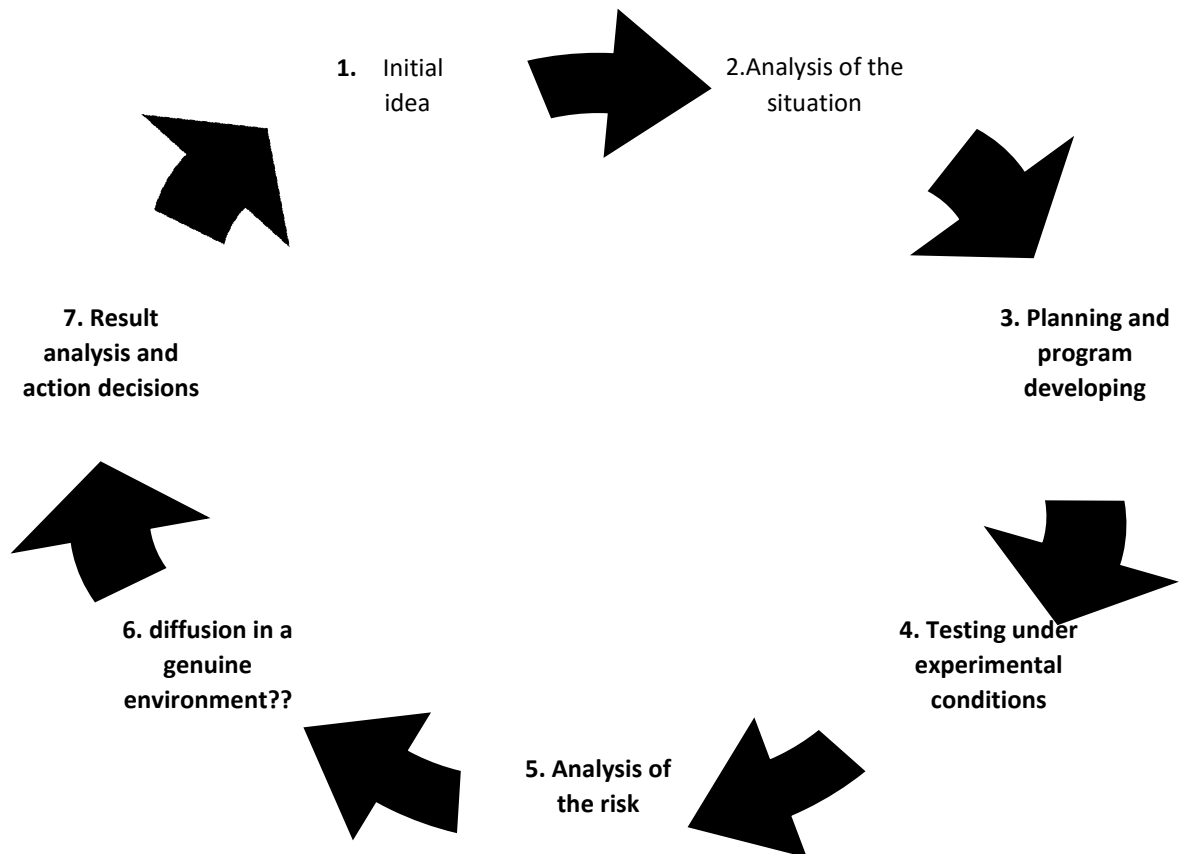 1. Initial
idea
2.Analysis of the
situation
3. Planning and
program
developing
4. Testing under
experimental
conditions
5. Analysis of
the risk
6. diffusion in a
genuine
environment??
7. Result
analysis and
action decisions